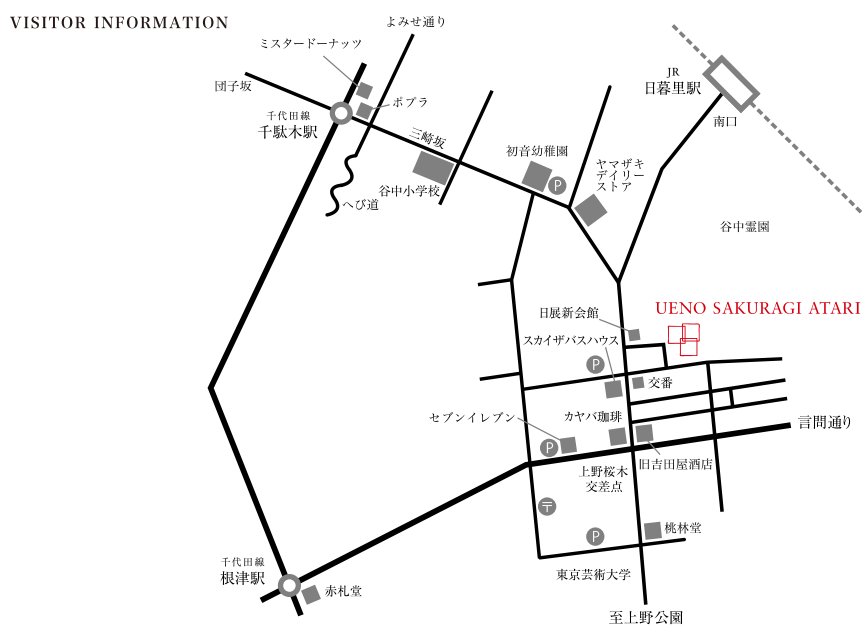 VISITOR INFORMATION
よみせ通り
ミスタードーナッツ
団子坂
ポプラ
千代田線
千駄木駅
三崎坂
谷中小学校
へび道
初音幼稚園
P
ヤマザキ
デイリー
ストア
JR
日暮里駅
南口
谷中霊園
UENO SAKURAGI ATARI
日展新会館
スカイザバスハウス
P
交番
セブンイレブン
カヤバ珈琲
言問通り
P
旧吉田屋酒店
上野桜木
交差点
〒
P
桃林堂
東京芸術大学
千代田線
根津駅
赤札堂
至上野公園